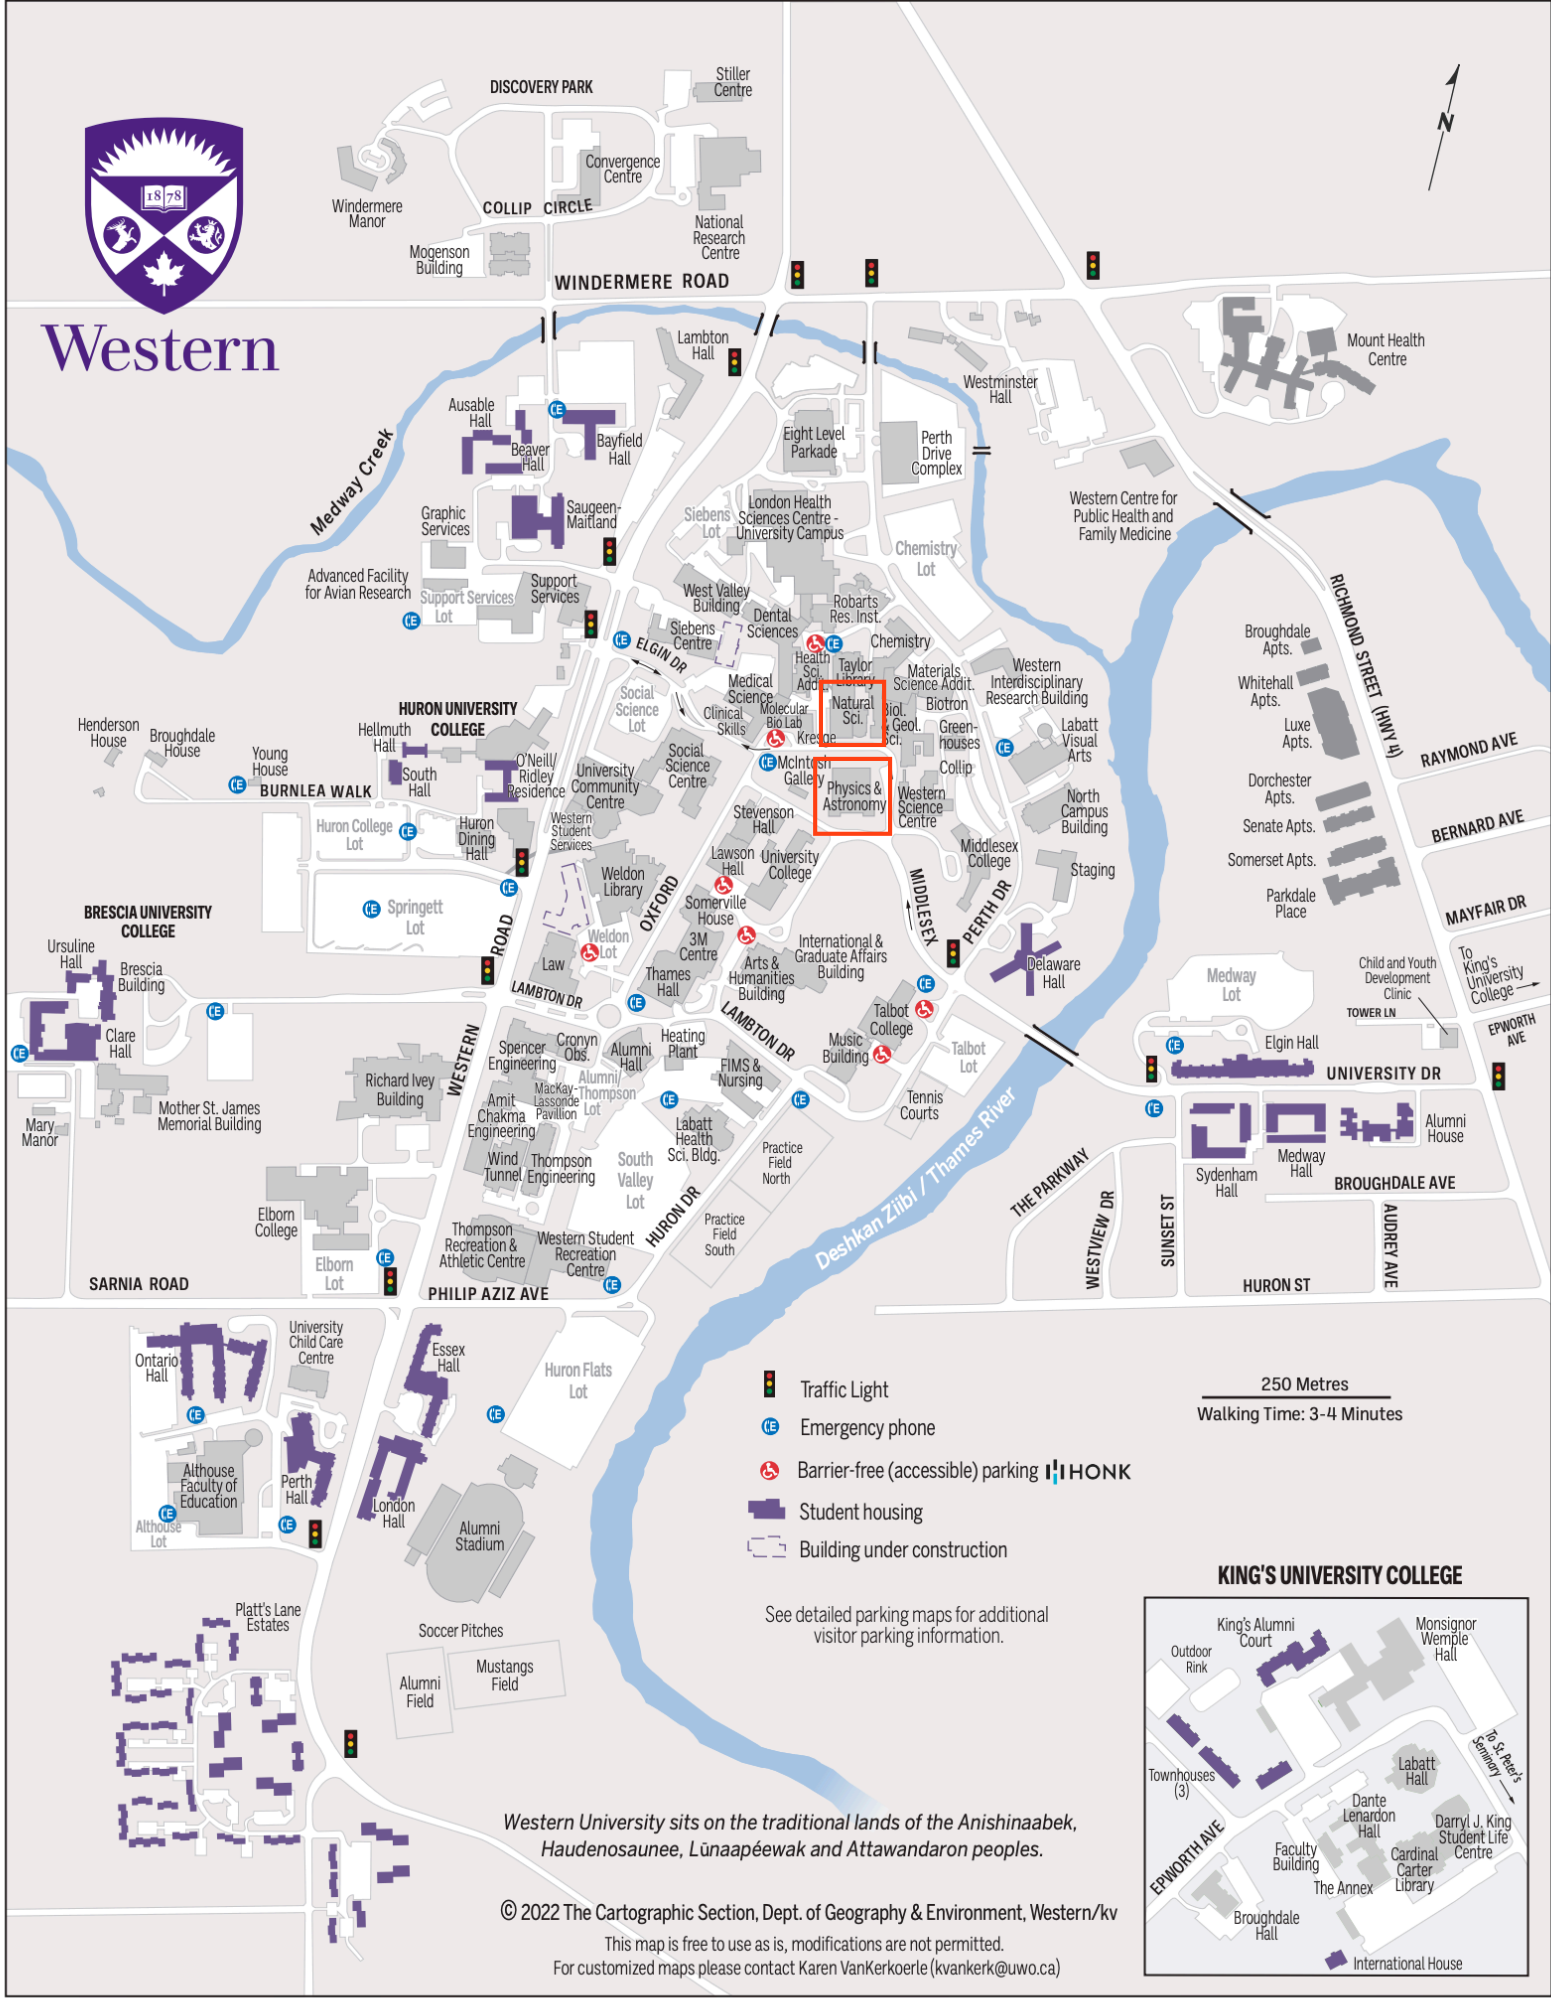 DISCOVERY PARK
Stiller
Centre
Convergence
Centre
Windermere
Manor
COLLIP CIRCLE
Mogenson
Building
National
Research
Centre
N
18 78
Western
WINDERMERE ROAD
Lambton
Hall
Mount Health
Centre
Westminster
Hall
Ausable
Hall
Beaver
Hall
Bayfield
Hall
Eight Level
Parkade
Perth
Drive
Complex
Medway Creek
Saugeen-
Maitland
Graphic
Services
Siebens
Lot
London Health
Sciences Centre -
University Campus
Western Centre for
Public Health and
Family Medicine
Chemistry
Lot
Advanced Facility
for Avian Research
Support Services
Lot
Support
Services
West Valley
Building
Dental
Sciences
Robarts
Res. Inst.
Siebens
Centre
ELGIN DR
Chemistry
Health
Sci.
Addit.
Taylor
Library
Materials
Science Addit.
Western
Interdisciplinary
Research Building
RICHMOND STREET (HWY 4)
Broughdale
Apts.
Whitehall
Apts.
Luxe
Apts.
Social
Science
Lot
Medical
Science
Clinical
Skills
Molecular
Bio Lab
Kresge
Natural
Sci.
Biol.
& Geol.
Sci.
Biotron
Green-
houses
Collip
Labatt
Visual
Arts
RAYMOND AVE
HURON UNIVERSITY
COLLEGE
Hellmuth
Hall
South
Hall
O'Neill/
Ridley
Residence
Henderson
House
Broughdale
House
Young
House
BURNLEA WALK
University
Community
Centre
Social
Science
Centre
McIntosh
Gallery
Physics &
Astronomy
Western
Science
Centre
North
Campus
Building
Dorchester
Apts.
Senate Apts.
Somerset Apts.
Parkdale
Place
BERNARD AVE
Huron College
Lot
Huron
Dining
Hall
Western
Student
Services
Stevenson
Hall
Lawson
Hall
University
College
Middlesex
College
Staging
Weldon
Library
OXFORD
Somerville
House
MIDDLESEX
PERTH DR
MAYFAIR DR
Springett
Lot
BRESCIA UNIVERSITY
COLLEGE
Ursuline
Hall
Brescia
Building
Clare
Hall
ROAD
Weldon
Lot
Law
3M
Centre
Thames
Hall
Arts &
Humanities
Building
International &
Graduate Affairs
Building
Delaware
Hall
Medway
Lot
Child and Youth
Development
Clinic
To
King's
University
College
TOWER LN
EPWORTH
AVE
LAMBTON DR
LAMBTON DR
Talbot
College
Music
Building
Talbot
Lot
Tennis
Courts
Elgin Hall
UNIVERSITY DR
WESTERN
Spencer
Engineering
Cronyn
Obs.
Alumni
Hall
Heating
Plant
FIMS &
Nursing
MacKay-
Lassonde
Pavillion
Alumni/
Thompson
Lot
Amit
Chakma
Engineering
Labatt
Health
Sci. Bldg.
Richard Ivey
Building
Mother St. James
Memorial Building
Mary
Manor
Wind
Tunnel
Thompson
Engineering
South
Valley
Lot
Practice
Field
North
Practice
Field
South
HURON DR
Deshkan Ziibi / Thames River
THE PARKWAY
WESTVIEW DR
SUNSET ST
Sydenham
Hall
Medway
Hall
Alumni
House
BROUGHDALE AVE
AUDREY AVE
HURON ST
Elborn
College
Elborn
Lot
Thompson
Recreation &
Athletic Centre
Western Student
Recreation
Centre
SARNIA ROAD
PHILIP AZIZ AVE
Ontario
Hall
University
Child Care
Centre
Essex
Hall
Huron Flats
Lot
Althouse
Faculty of
Education
Althouse
Lot
Perth
Hall
London
Hall
Alumni
Stadium
Soccer Pitches
Alumni
Field
Mustangs
Field
Platt's Lane
Estates
Traffic Light
Emergency phone
Barrier-free (accessible) parking HONK
Student housing
Building under construction
250 Metres
Walking Time: 3-4 Minutes
See detailed parking maps for additional
visitor parking information.
KING'S UNIVERSITY COLLEGE
King's Alumni
Court
Outdoor
Rink
Monsignor
Wemple
Hall
To St. Peter's
Seminary
Townhouses
(3)
Labatt
Hall
Dante
Lenardon
Hall
Darryl J. King
Student Life
Centre
Faculty
Building
Cardinal
Carter
Library
The Annex
EPWORTH AVE
Broughdale
Hall
International House
Western University sits on the traditional lands of the Anishinaabek,
Haudenosaunee, Lūnaapéewak and Attawandaron peoples.
© 2022 The Cartographic Section, Dept. of Geography & Environment, Western/kv
This map is free to use as is, modifications are not permitted.
For customized maps please contact Karen VanKerkoerle (kvankerk@uwo.ca)